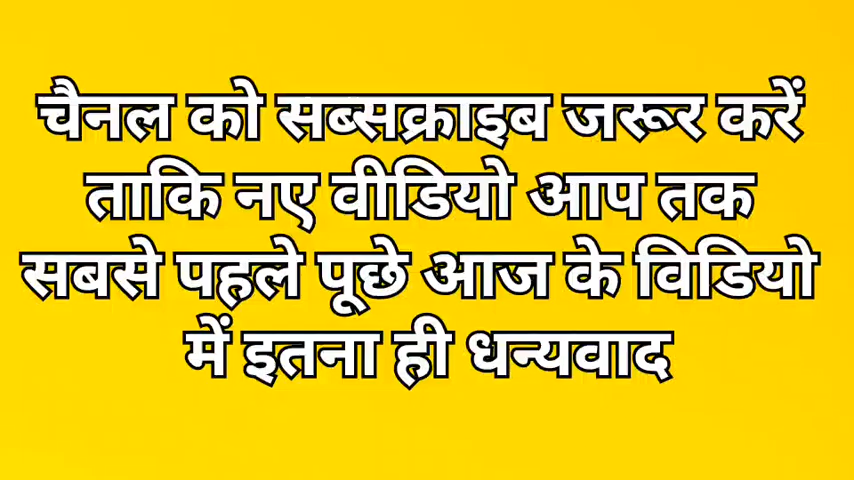 चैनल को सब्सक्राइब जरूर करें
ताकि नए वीडियो आप तक
सबसे पहले पूछे आज के विडियो
में इतना ही धन्यवाद